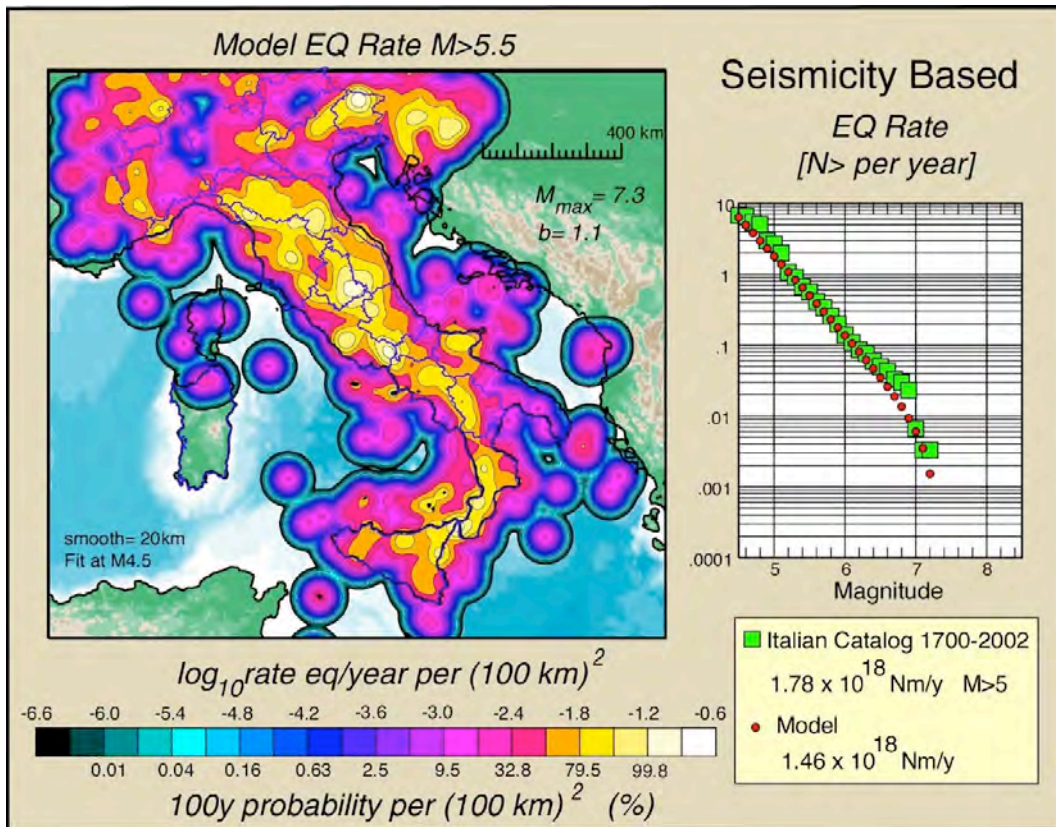 Model EQ Rate M>5.5
400 km
M_max= 7.3
b= 1.1
smooth= 20km
Fit at M4.5
log₁₀rate eq/year per (100 km)²
-6.6 -6.0 -5.4 -4.8 -4.2 -3.6 -3.0 -2.4 -1.8 -1.2 -0.6
0.01 0.04 0.16 0.63 2.5 9.5 32.8 79.5 99.8
100y probability per (100 km)² (%)
Seismicity Based
EQ Rate
[N> per year]
10
1
.1
.01
.001
.0001
5 6 7 8
Magnitude
Italian Catalog 1700-2002
1.78 x 10¹⁸ Nm/y M>5
Model
1.46 x 10¹⁸ Nm/y